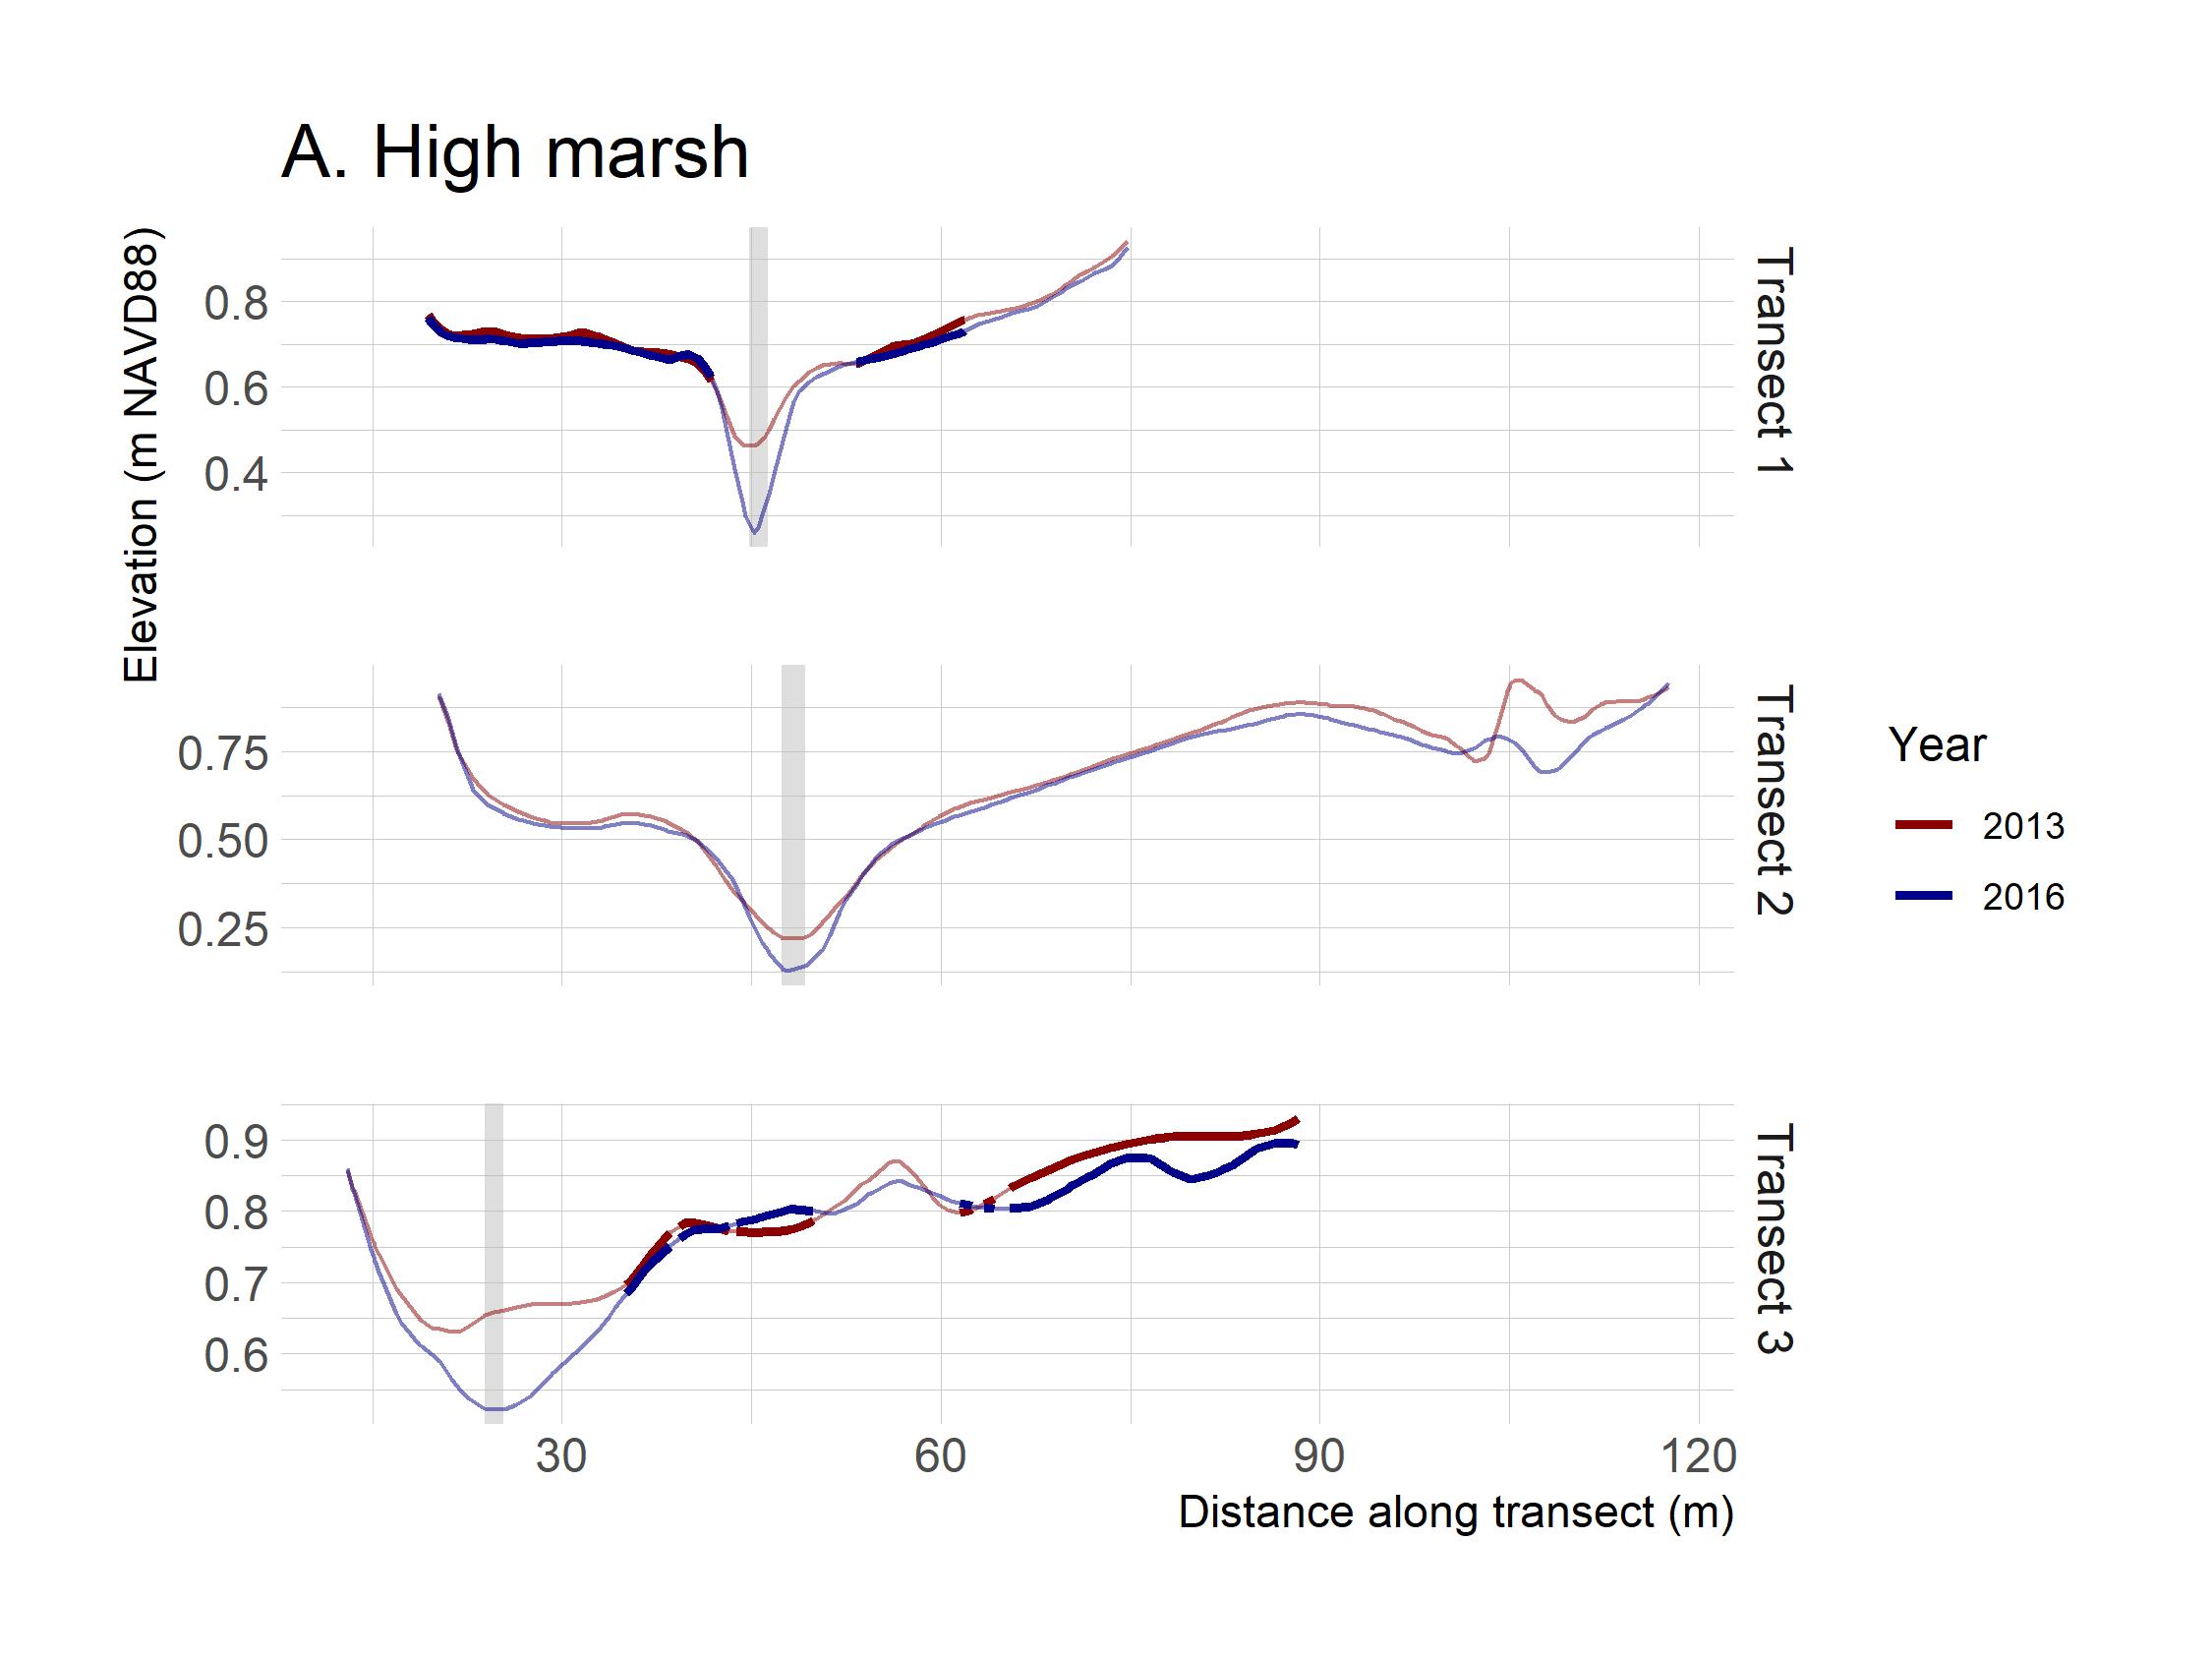 A. High marsh
Elevation (m NAVD88)
0.8
0.6
0.4
Transect 1
0.75
0.50
0.25
Transect 2
0.9
0.8
0.7
0.6
Transect 3
30 60 90 120
Distance along transect (m)
Year
2013
2016